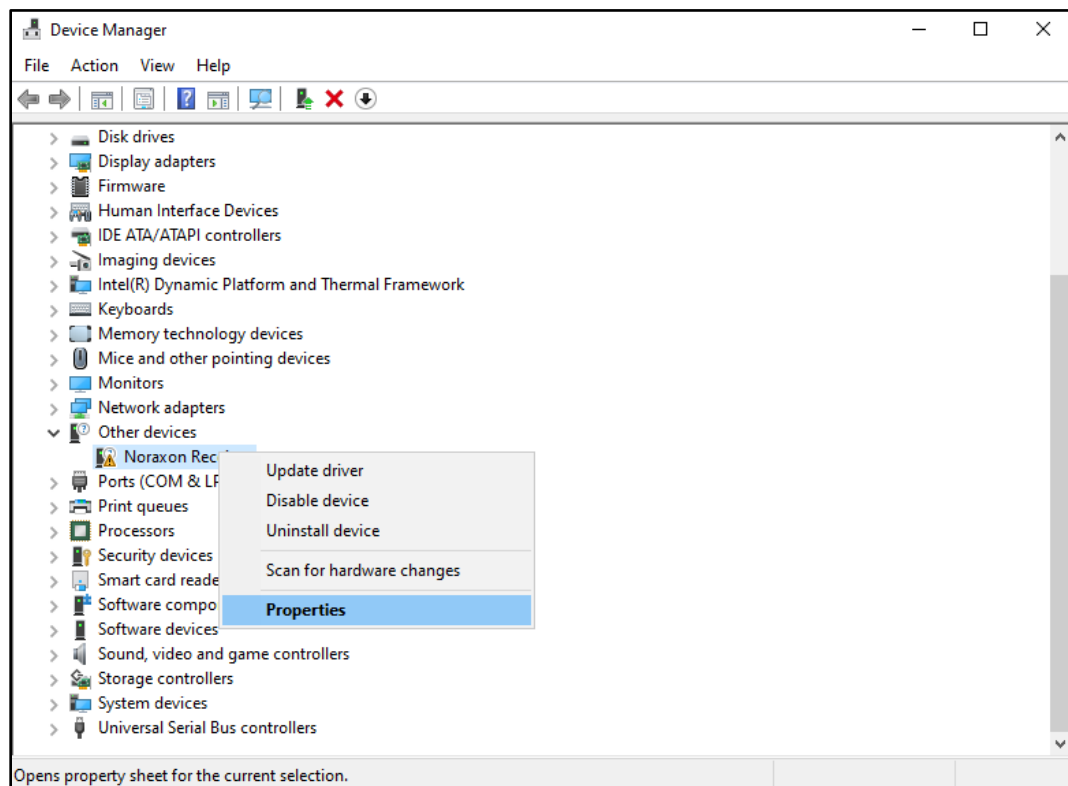 Device Manager
File Action View Help
Disk drives
Display adapters
Firmware
Human Interface Devices
IDE ATA/ATAPI controllers
Imaging devices
Intel(R) Dynamic Platform and Thermal Framework
Keyboards
Memory technology devices
Mice and other pointing devices
Monitors
Network adapters
Other devices
Noraxon
Ports (COM &
Print queues
Processors
Security devices
Smart card
Software
Software devices
Sound, video and game controllers
Storage controllers
System devices
Universal Serial Bus controllers
Update driver
Disable device
Uninstall device
Scan for hardware changes
Properties
Opens property sheet for the current selection.